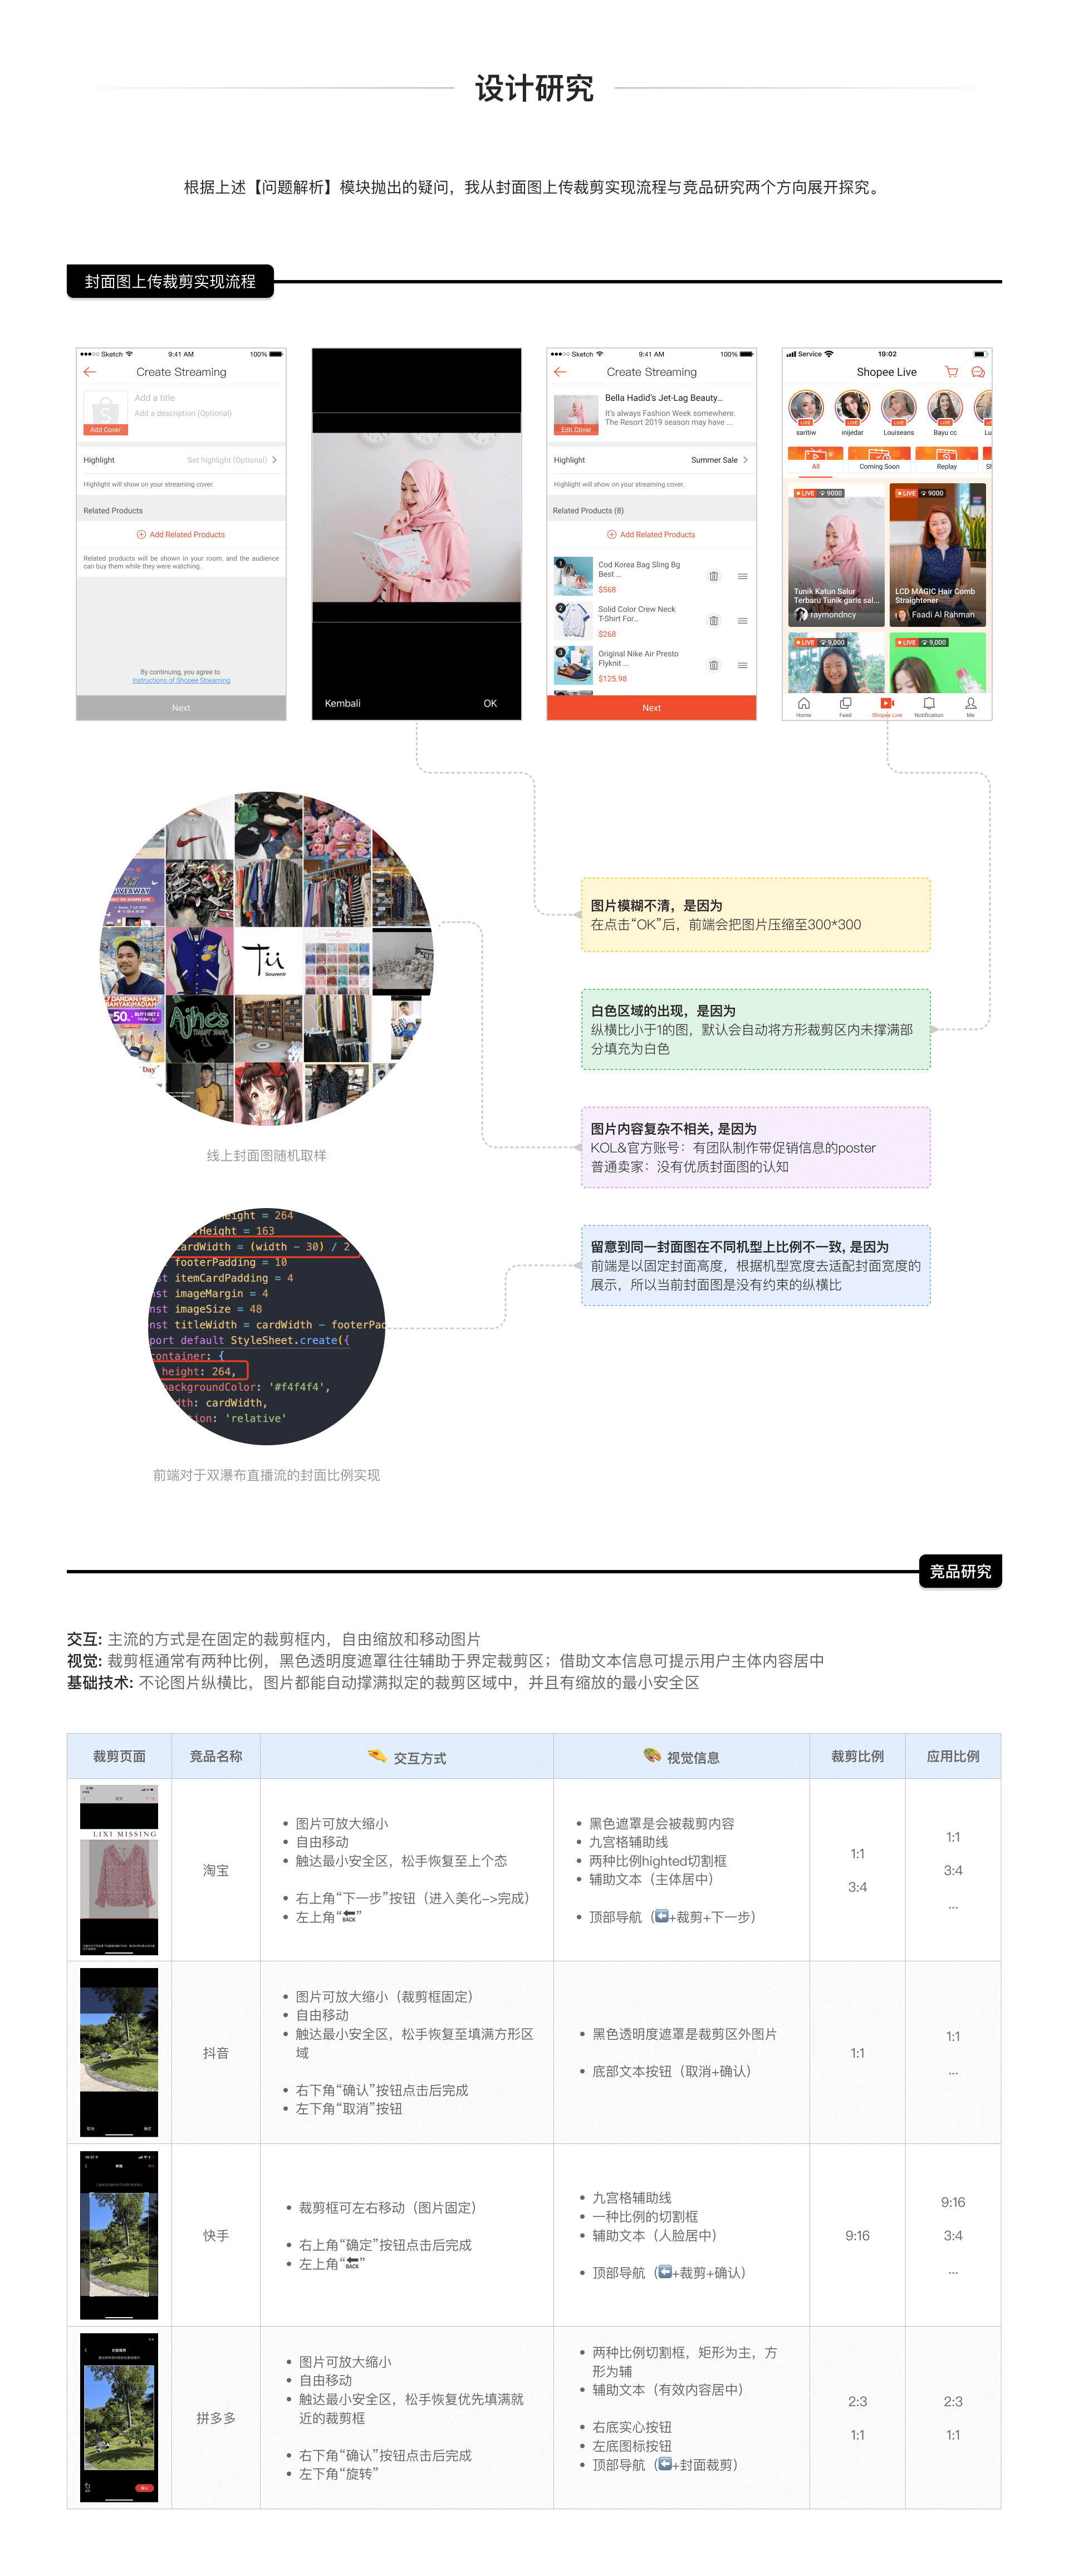 设计研究
根据上述【问题解析】模块抛出的疑问，我从封面图上传裁剪实现流程与竞品研究两个方向展开探究。
封面图上传裁剪实现流程
Sketch 9:41 AM 100%
Create Streaming
Add a title
Add a description (Optional)
Add Cover
Highlight Set highlight (Optional)
Highlight will show on your streaming cover.
Related Products
Add Related Products
Related products will be shown in your room, and the audience
can buy them while they were watching.
By continuing, you agree to
Instructions of Shopee Streaming
Next
Kembali OK
Sketch 9:41 AM 100%
Create Streaming
Bella Hadid's Jet-Lag Beauty...
It's always Fashion Week somewhere.
The Resort 2019 season may have ...
Edit Cover
Highlight Summer Sale
Highlight will show on your streaming cover.
Related Products (8)
Add Related Products
1
Cod Korea Bag Sling Bg
Best ...
$568
2
Solid Color Crew Neck
T-Shirt For...
$268
3
Original Nike Air Presto
Flyknit ...
$125.98
Next
Service 19:02
Shopee Live
LIVE LIVE LIVE LIVE
saritiw inijedar Louiseans Bayu cc Lu
All Coming Soon Replay
LIVE 9000
Tunik Katun Salur
Terbaru Tunik garis sal...
raymondncy
LIVE 9000
LCD MAGIC Hair Comb
Straightener
Faadi Al Rahman
LIVE 9,000
LIVE 9,000
Home Feed Shopee Live Notification Me
Tii
Souvenir
Ajhes
50
线上封面图随机取样
图片模糊不清，是因为
在点击“OK”后，前端会把图片压缩至300*300
白色区域的出现，是因为
纵横比小于1的图，默认会自动将方形裁剪区内未撑满部
分填充为白色
图片内容复杂不相关, 是因为
KOL&官方账号：有团队制作带促销信息的poster
普通卖家：没有优质封面图的认知
留意到同一封面图在不同机型上比例不一致, 是因为
前端是以固定封面高度，根据机型宽度去适配封面宽度的
展示，所以当前封面图是没有约束的纵横比
eight = 264
rHeight = 163
cardWidth = (width - 30) / 2
footerPadding = 10
st itemCardPadding = 4
nst imageMargin = 4
nst imageSize = 48
nst titleWidth = cardWidth - footerPad
port default StyleSheet.create({
container: {
height: 264,
backgroundColor: '#f4f4f4',
dth: cardWidth,
ion: 'relative'
前端对于双瀑布直播流的封面比例实现
竞品研究
交互: 主流的方式是在固定的裁剪框内，自由缩放和移动图片
视觉: 裁剪框通常有两种比例，黑色透明度遮罩往往辅助于界定裁剪区；借助文本信息可提示用户主体内容居中
基础技术: 不论图片纵横比，图片都能自动撑满拟定的裁剪区域中，并且有缩放的最小安全区
裁剪页面 竞品名称 交互方式 视觉信息 裁剪比例 应用比例
LIXI MISSING
淘宝
• 图片可放大缩小
• 自由移动
• 触达最小安全区，松手恢复至上个态
• 右上角“下一步”按钮（进入美化->完成）
• 左上角“BACK”
• 黑色遮罩是会被裁剪内容
• 九宫格辅助线
• 两种比例highted切割框
• 辅助文本（主体居中）
• 顶部导航（⬅+裁剪+下一步）
1:1
3:4
1:1
3:4
...
抖音
• 图片可放大缩小（裁剪框固定）
• 自由移动
• 触达最小安全区，松手恢复至填满方形区
域
• 右下角“确认”按钮点击后完成
• 左下角“取消”按钮
• 黑色透明度遮罩是裁剪区外图片
• 底部文本按钮（取消+确认）
1:1
1:1
...
快手
• 裁剪框可左右移动（图片固定）
• 右上角“确定”按钮点击后完成
• 左上角“BACK”
• 九宫格辅助线
• 一种比例的切割框
• 辅助文本（人脸居中）
• 顶部导航（⬅+裁剪+确认）
9:16
9:16
3:4
...
拼多多
• 图片可放大缩小
• 自由移动
• 触达最小安全区，松手恢复优先填满就
近的裁剪框
• 右下角“确认”按钮点击后完成
• 左下角“旋转”
• 两种比例切割框，矩形为主，方
形为辅
• 辅助文本（有效内容居中）
• 右底实心按钮
• 左底图标按钮
• 顶部导航（⬅+封面裁剪）
2:3
1:1
2:3
1:1